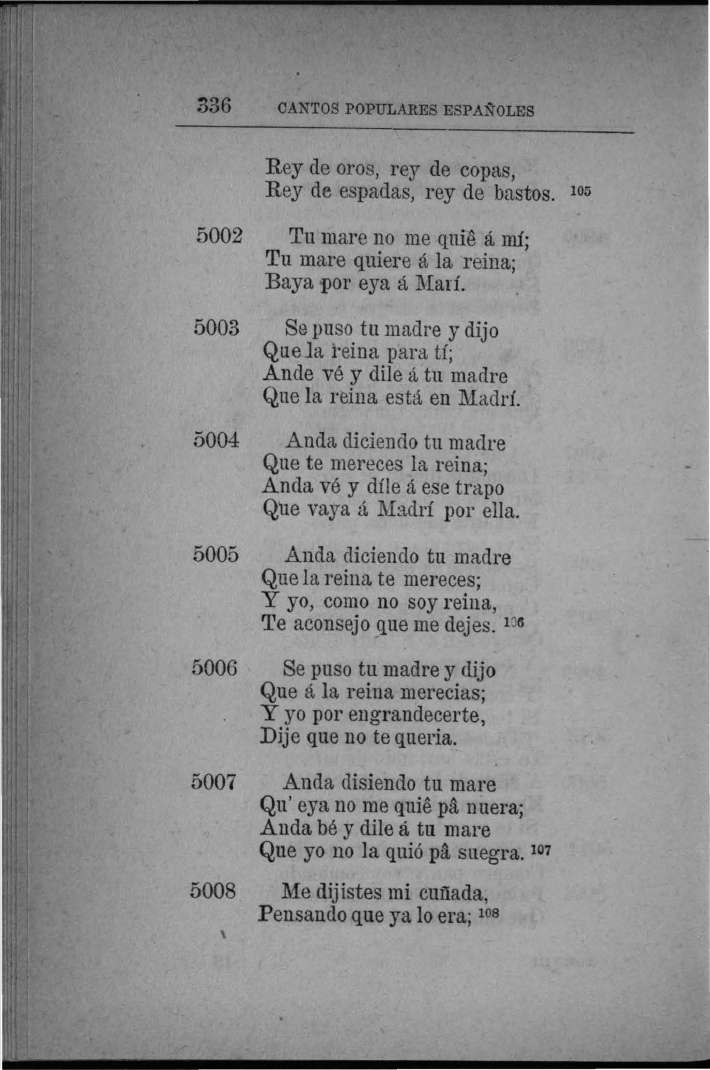 336 CANTOS POPULARES ESPAÑOLES
Rey de oros, rey de copas,
Rey de espadas, rey de bastos. 105
5002 Tu mare no me quiê á mí;
Tu mare quiere á la reina;
Baya por eya á Marí.
5003 Se puso tu madre y dijo
Que la reina para tí;
Ande vé y dile á tu madre
Que la reina está en Madrí.
5004 Anda diciendo tu madre
Que te mereces la reina;
Anda vé y díle á ese trapo
Que vaya á Madrí por ella.
5005 Anda diciendo tu madre
Que la reina te mereces;
Y yo, como no soy reina,
Te aconsejo que me dejes. 106
5006 Se puso tu madre y dijo
Que á la reina merecias;
Y yo por engrandecerte,
Dije que no te queria.
5007 Anda disiendo tu mare
Qu' eya no me quiê pâ nuera;
Anda bé y dile á tu mare
Que yo no la quió pâ suegra. 107
5008 Me dijistes mi cuñada,
Pensando que ya lo era; 108